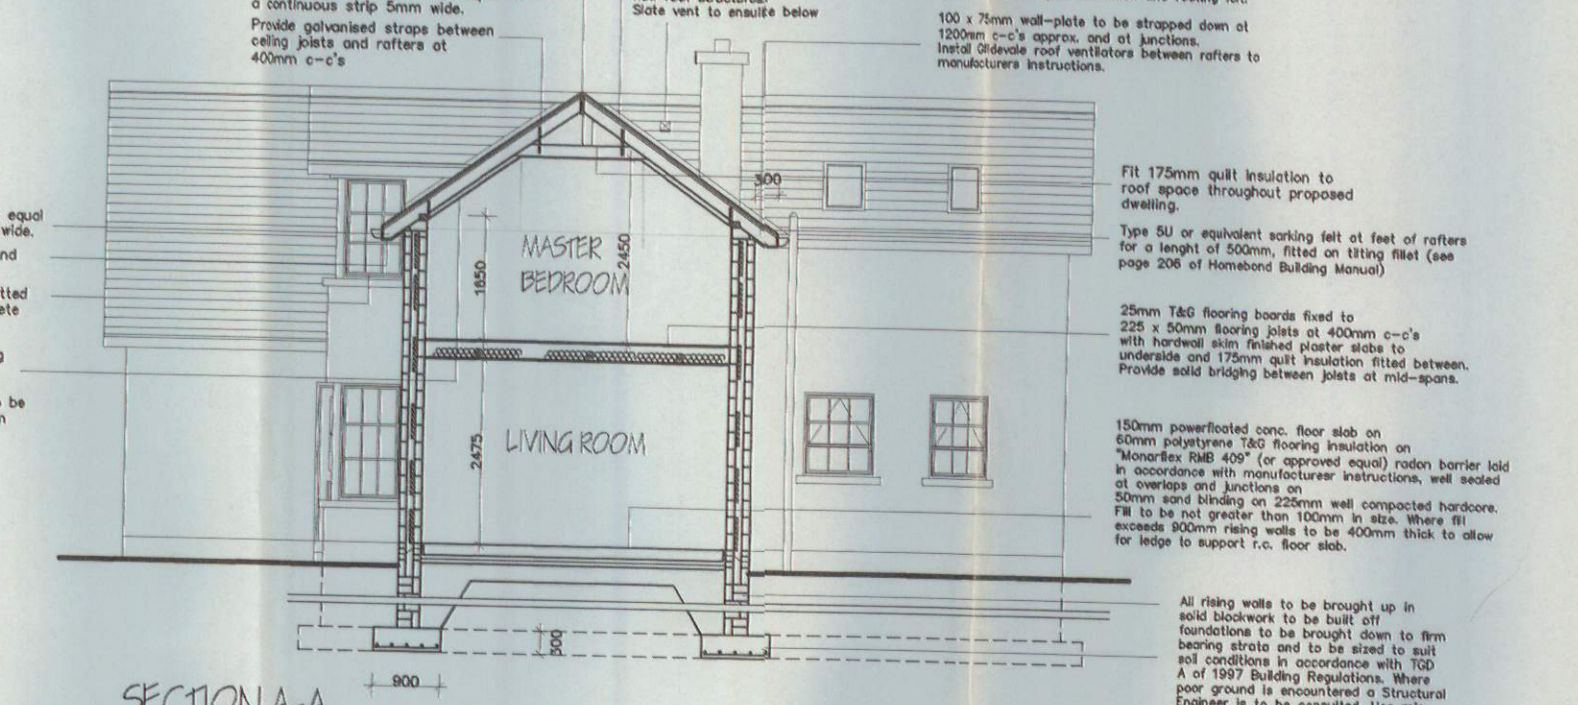 a continuous strip 5mm wide.
Provide galvanised straps between
ceiling joists and rafters at
400mm c-c's
Slate vent to ensuite below
100 x 75mm wall-plate to be strapped down at
1200mm c-c's approx. and at junctions.
Install Glidevale roof ventilators between rafters to
manufacturers instructions.
equal
wide.
nd
tted
ete
be
300
MASTER
BEDROOM
1650
2450
LIVING ROOM
2475
300
900
SECTION A-A
Fit 175mm quilt insulation to
roof space throughout proposed
dwelling.
Type 5U or equivalent sarking felt at feet of rafters
for a lenght of 500mm, fitted on tilting fillet (see
page 206 of Homebond Building Manual)
25mm T&G flooring boards fixed to
225 x 50mm flooring joists at 400mm c-c's
with hardwall skim finished plaster slabs to
underside and 175mm quilt insulation fitted between.
Provide solid bridging between joists at mid-spans.
150mm powerfloated conc. floor slab on
60mm polystyrene T&G flooring insulation on
"Monarflex RMB 409" (or approved equal) radon barrier laid
in accordance with manufacturesr instructions, well sealed
at overlaps and junctions on
50mm sand blinding on 225mm well compacted hardcore.
Fill to be not greater than 100mm in size. Where fill
exceeds 900mm rising walls to be 400mm thick to allow
for ledge to support r.c. floor slab.
All rising walls to be brought up in
solid blockwork to be built off
foundations to be brought down to firm
bearing strata and to be sized to suit
soil conditions in accordance with TGD
A of 1997 Building Regulations. Where
poor ground is encountered a Structural
Engineer is to be consulted.